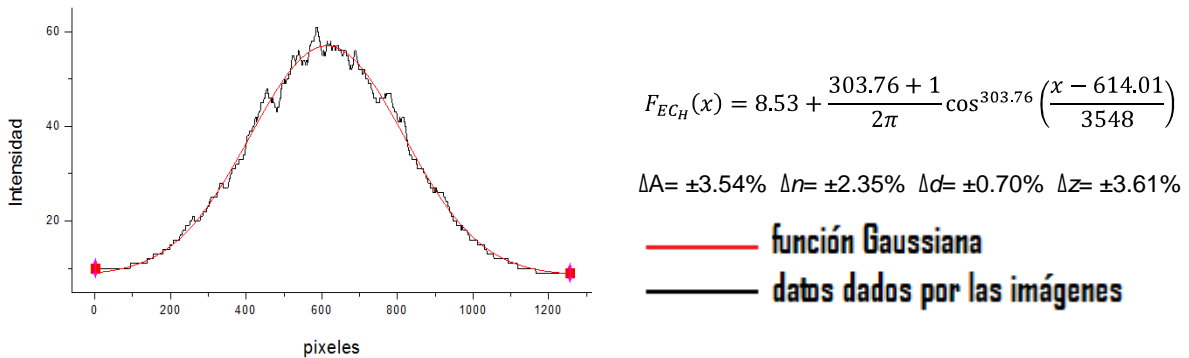 60
40
20
Intensidad
0 200 400 600 800 1000 1200
pixeles
F_{EC_H}(x) = 8.53 + \frac{303.76 + 1}{2π} cos^{303.76} (\frac{x − 614.01}{3548})
ΔA= ±3.54% Δn= ±2.35% Δd= ±0.70% Δz= ±3.61%
función Gaussiana
datos dados por las imágenes